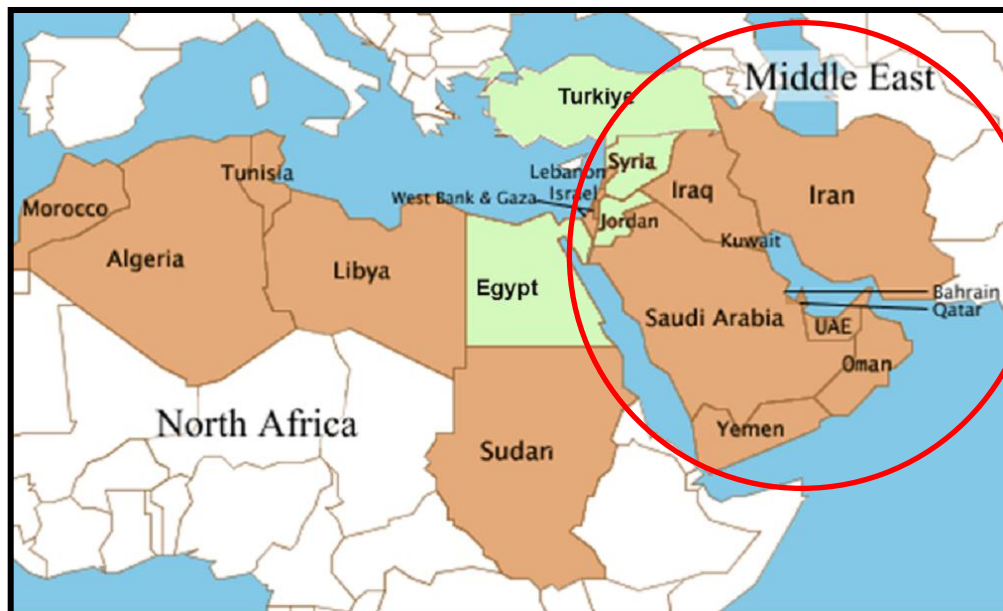 Middle East
Turkiye
Tunisia
Lebanon
Syria
Israel
West Bank & Gaza
Iraq
Iran
Morocco
Jordan
Algeria
Libya
Kuwait
Egypt
Bahrain
Qatar
Saudi Arabia
UAE
Oman
North Africa
Yemen
Sudan